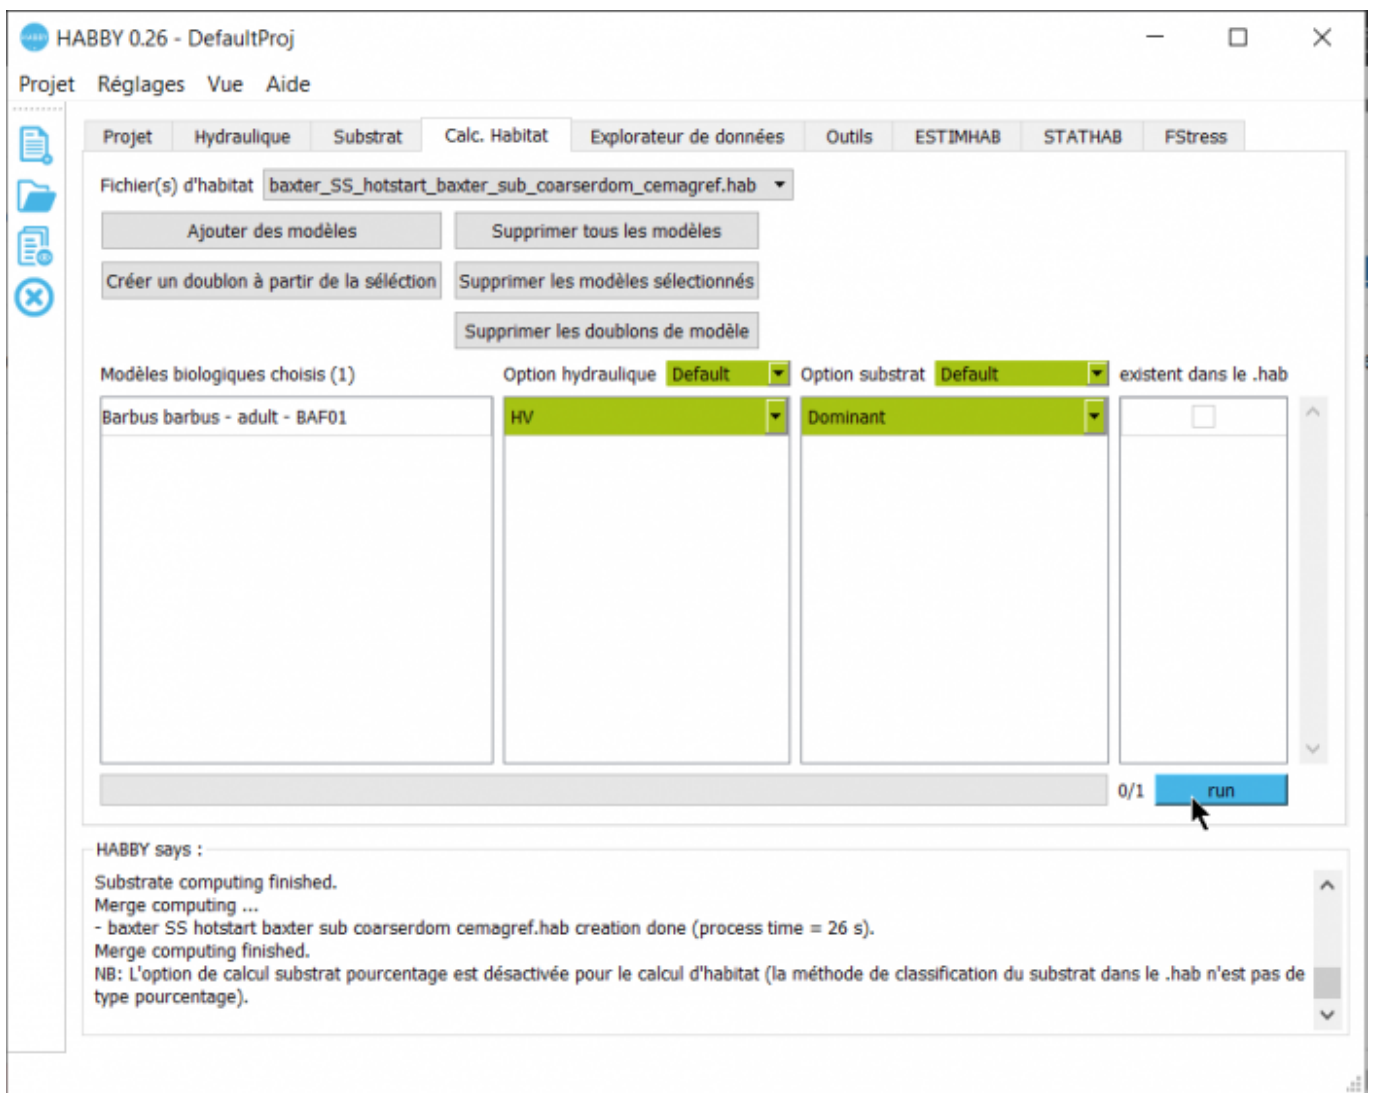 HABBY 0.26 - DefaultProj
Projet Réglages Vue Aide
Projet Hydraulique Substrat Calc. Habitat Explorateur de données Outils ESTIMHAB STATHAB FStress
Fichier(s) d'habitat baxter_SS_hotstart_baxter_sub_coarserdom_cemagref.hab
Ajouter des modèles Supprimer tous les modèles
Créer un doublon à partir de la séléction Supprimer les modèles sélectionnés
Supprimer les doublons de modèle
Modèles biologiques choisis (1) Option hydraulique Default Option substrat Default existent dans le .hab
Barbus barbus - adult - BAF01 HV Dominant
0/1 run
HABBY says :
Substrate computing finished.
Merge computing ...
- baxter SS hotstart baxter sub coarserdom cemagref.hab creation done (process time = 26 s).
Merge computing finished.
NB: L'option de calcul substrat pourcentage est désactivée pour le calcul d'habitat (la méthode de classification du substrat dans le .hab n'est pas de
type pourcentage).